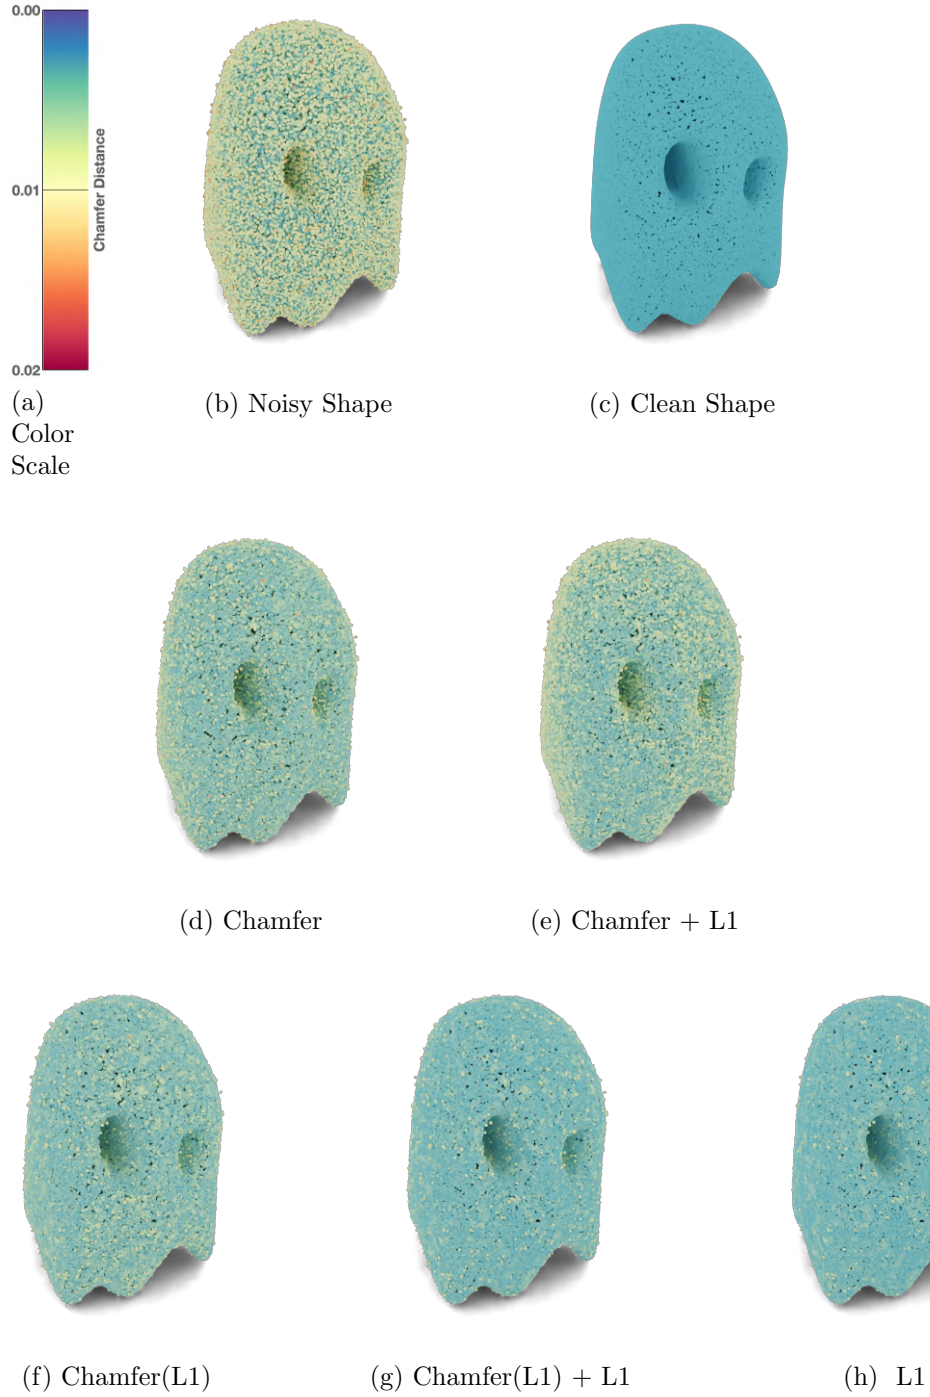 0.00
0.01
0.02
Chamfer Distance
(a)
Color
Scale
(b) Noisy Shape
(c) Clean Shape
(d) Chamfer
(e) Chamfer + L1
(f) Chamfer(L1)
(g) Chamfer(L1) + L1
(h) L1